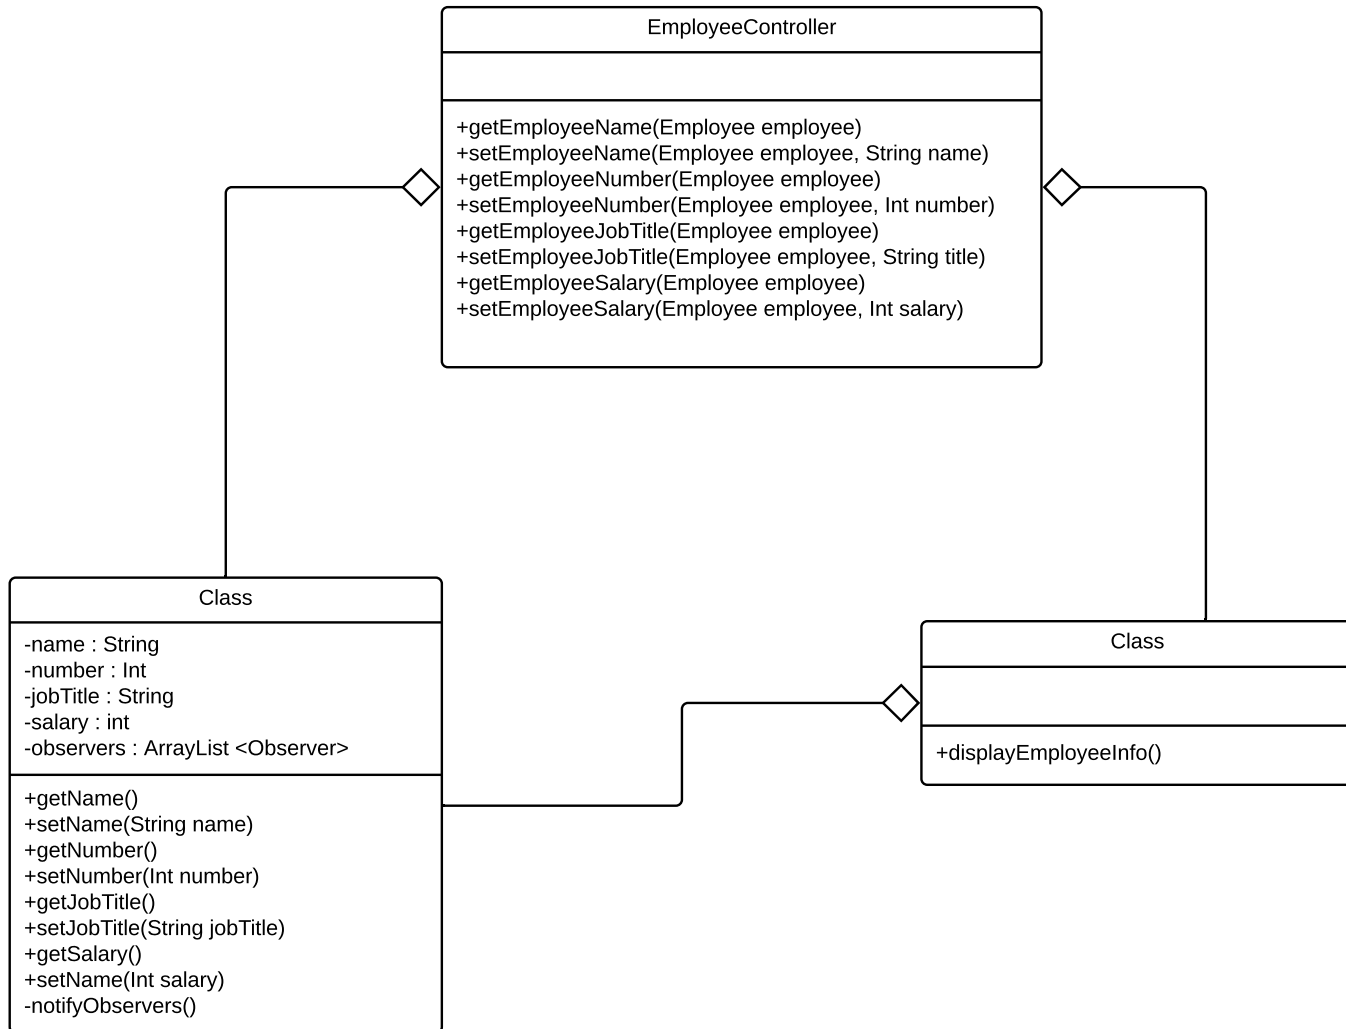 EmployeeController
+getEmployeeName(Employee employee)
+setEmployeeName(Employee employee, String name)
+getEmployeeNumber(Employee employee)
+setEmployeeNumber(Employee employee, Int number)
+getEmployeeJobTitle(Employee employee)
+setEmployeeJobTitle(Employee employee, String title)
+getEmployeeSalary(Employee employee)
+setEmployeeSalary(Employee employee, Int salary)
Class
-name : String
-number : Int
-jobTitle : String
-salary : int
-observers : ArrayList <Observer>
+getName()
+setName(String name)
+getNumber()
+setNumber(Int number)
+getJobTitle()
+setJobTitle(String jobTitle)
+getSalary()
+setName(Int salary)
-notifyObservers()
Class
+displayEmployeeInfo()